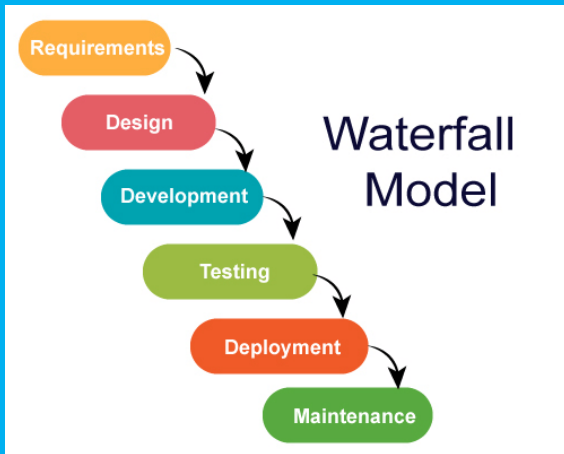 Requirements
Design
Waterfall
Model
Development
Testing
Deployment
Maintenance